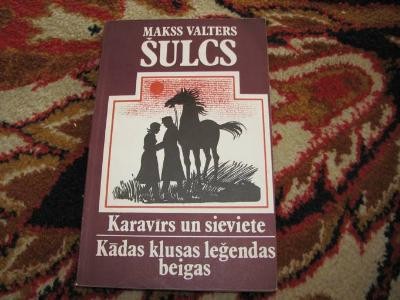 MAKSS VALTERS
ŠULCS
Karavīrs un sieviete
Kādas klusas leģendas
beigas